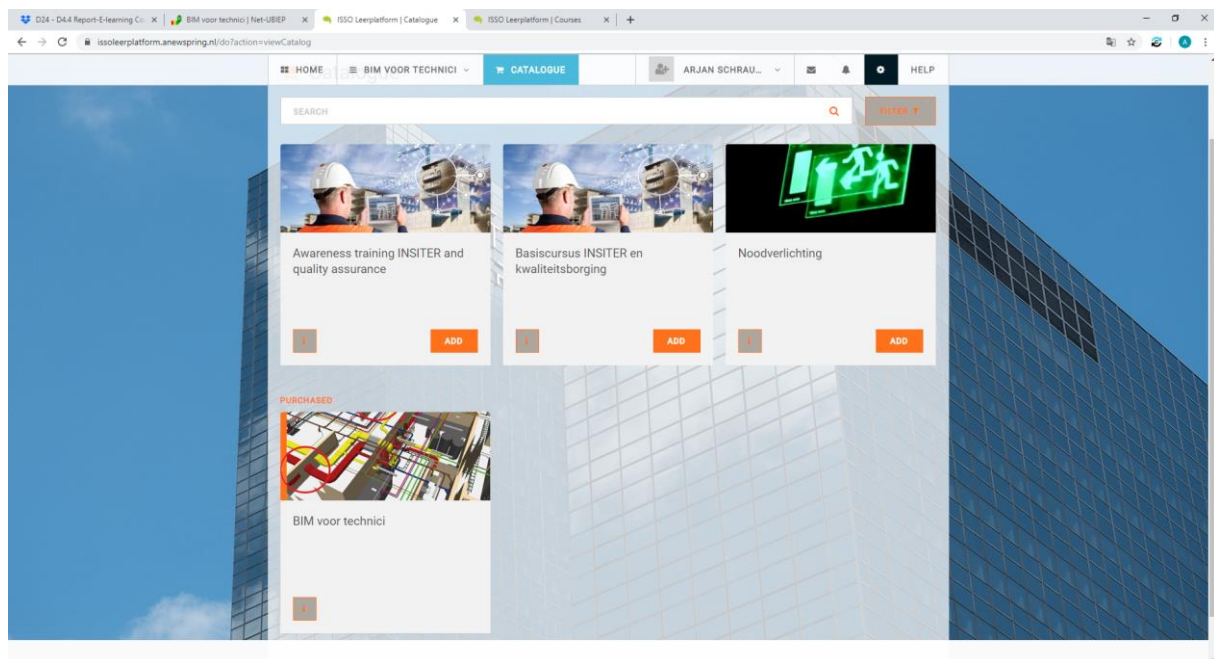 D24 - D4.4 Report-E-learning Co
BIM voor technici | Net-UBIEP
ISSO Leerplatform | Catalogue
ISSO Leerplatform | Courses
issoleerplatform.anewspring.nl/do?action=viewCatalog
HOME
BIM VOOR TECHNICI
CATALOGUE
ARJAN SCHRAU...
HELP
SEARCH
FILTER
Awareness training INSITER and
quality assurance
ADD
Basiscursus INSITER en
kwaliteitsborging
ADD
Noodverlichting
ADD
PURCHASED
BIM voor technici